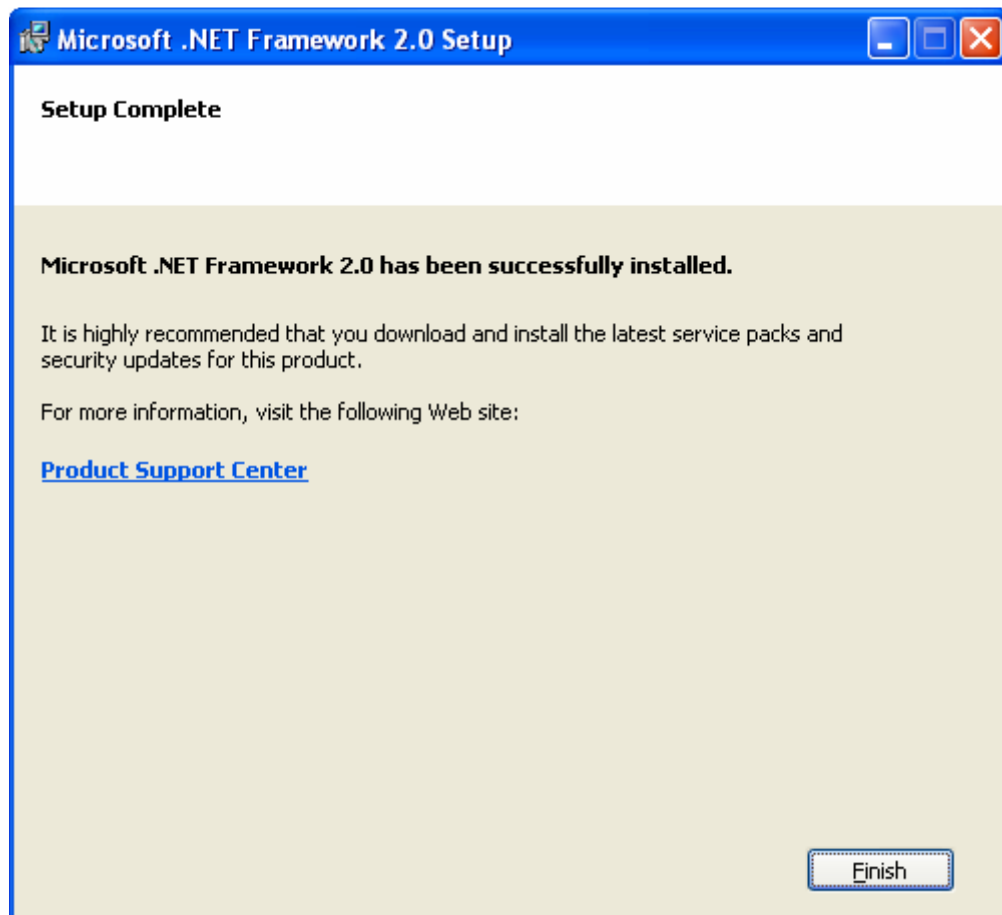 Microsoft .NET Framework 2.0 Setup
Setup Complete
Microsoft .NET Framework 2.0 has been successfully installed.
It is highly recommended that you download and install the latest service packs and
security updates for this product.
For more information, visit the following Web site:
Product Support Center
Finish